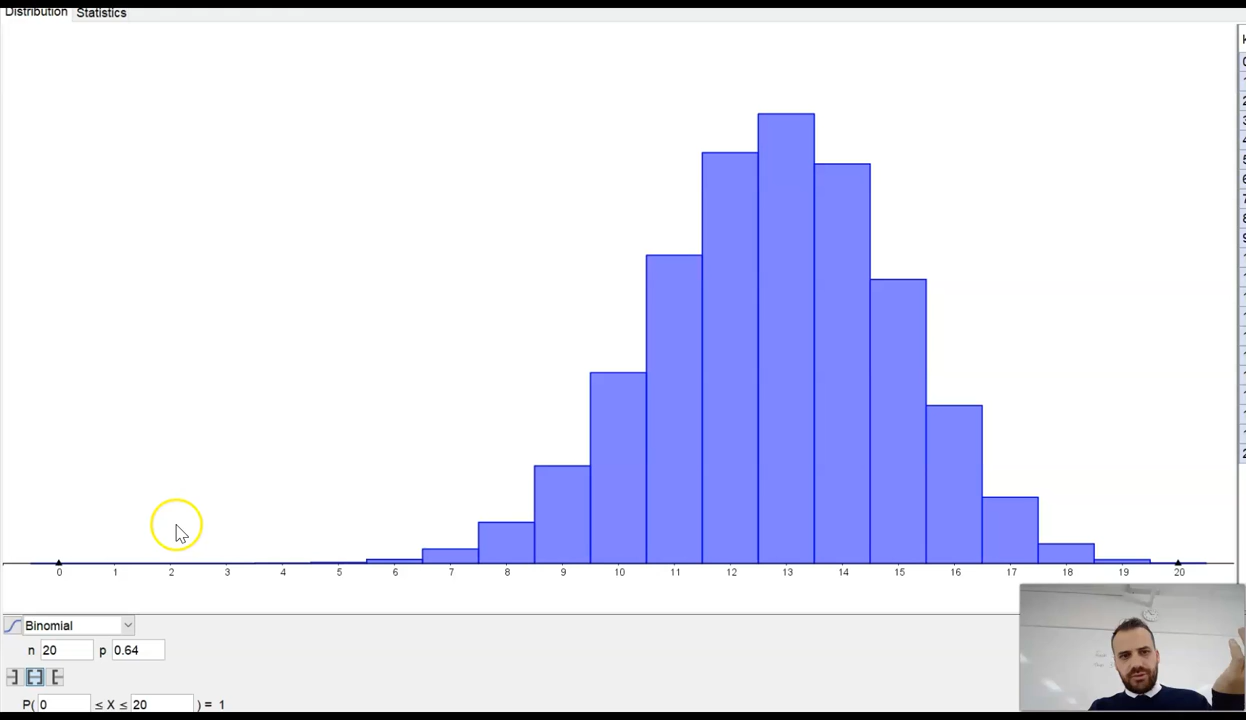 Distribution Statistics
0 1 2 3 4 5 6 7 8 9 10 11 12 13 14 15 16 17 18 19 20
Binomial
n 20 p 0.64
P( 0 ≤ X ≤ 20 ) = 1